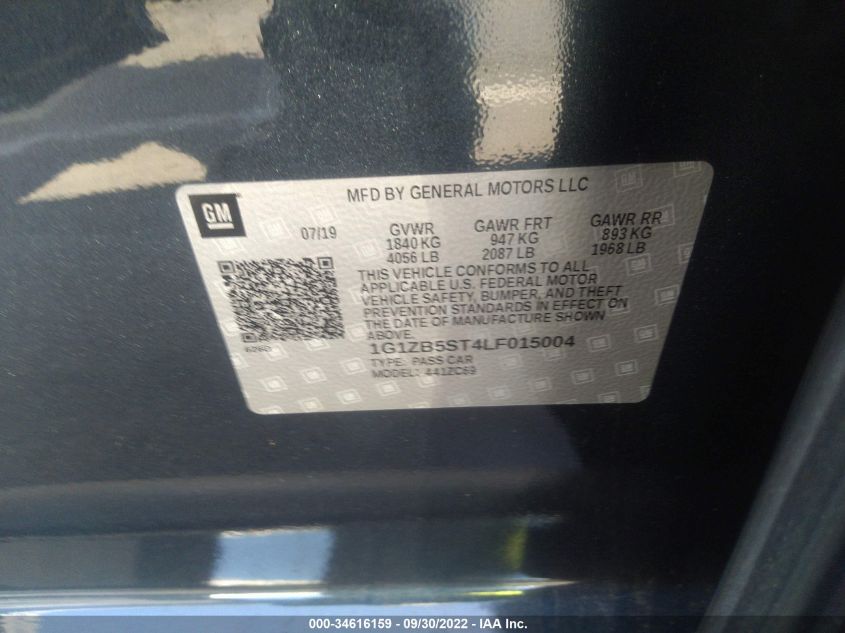 MFD BY GENERAL MOTORS LLC
GM
07/19
GVWR
1840 KG
4056 LB
GAWR FRT
947 KG
2087 LB
GAWR RR
893 KG
1968 LB
THIS VEHICLE CONFORMS TO ALL
APPLICABLE U.S. FEDERAL MOTOR
VEHICLE SAFETY, BUMPER, AND THEFT
PREVENTION STANDARDS IN EFFECT ON
THE DATE OF MANUFACTURE SHOWN
ABOVE.
1G1ZB5ST4LF015004
TYPE: PASS CAR
MODEL: 441ZC69
000-34616159 - 09/30/2022 - IAA Inc.